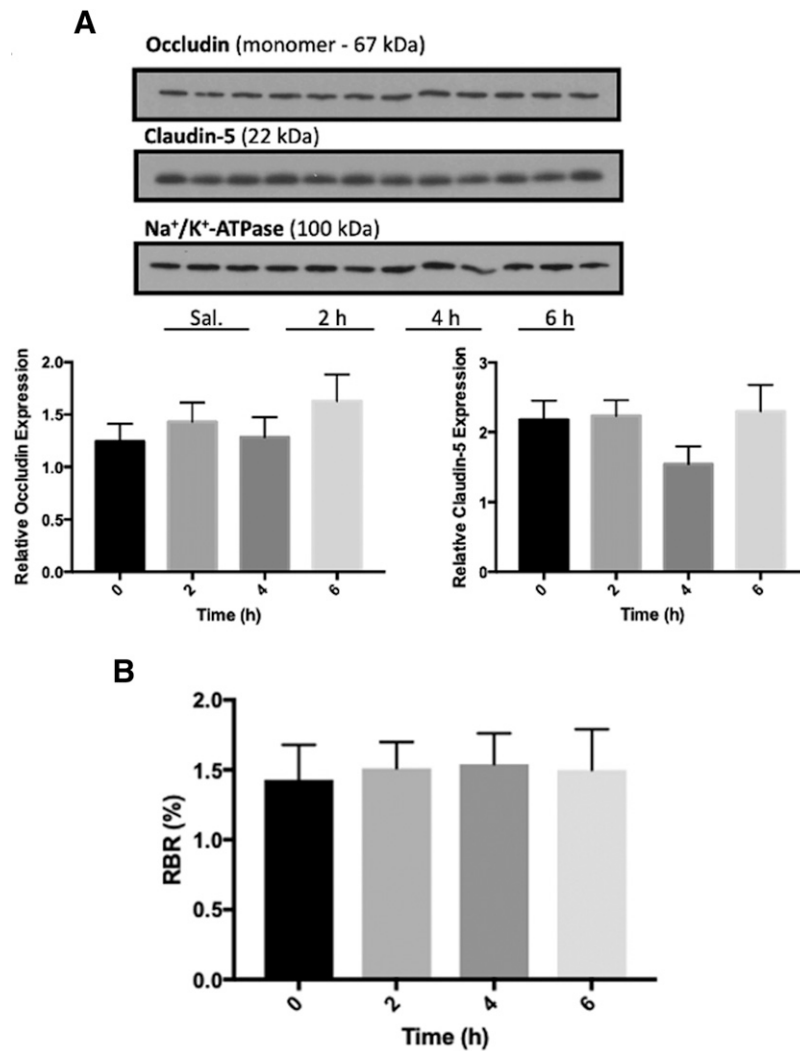 A
Occludin (monomer - 67 kDa)
Claudin-5 (22 kDa)
Na⁺/K⁺-ATPase (100 kDa)
Sal. 2 h 4 h 6 h
Relative Occludin Expression
2.0
1.5
1.0
0.5
0.0
0 2 4 6
Time (h)
Relative Claudin-5 Expression
3
2
1
0
0 2 4 6
Time (h)
B
RBR (%)
2.0
1.5
1.0
0.5
0.0
0 2 4 6
Time (h)